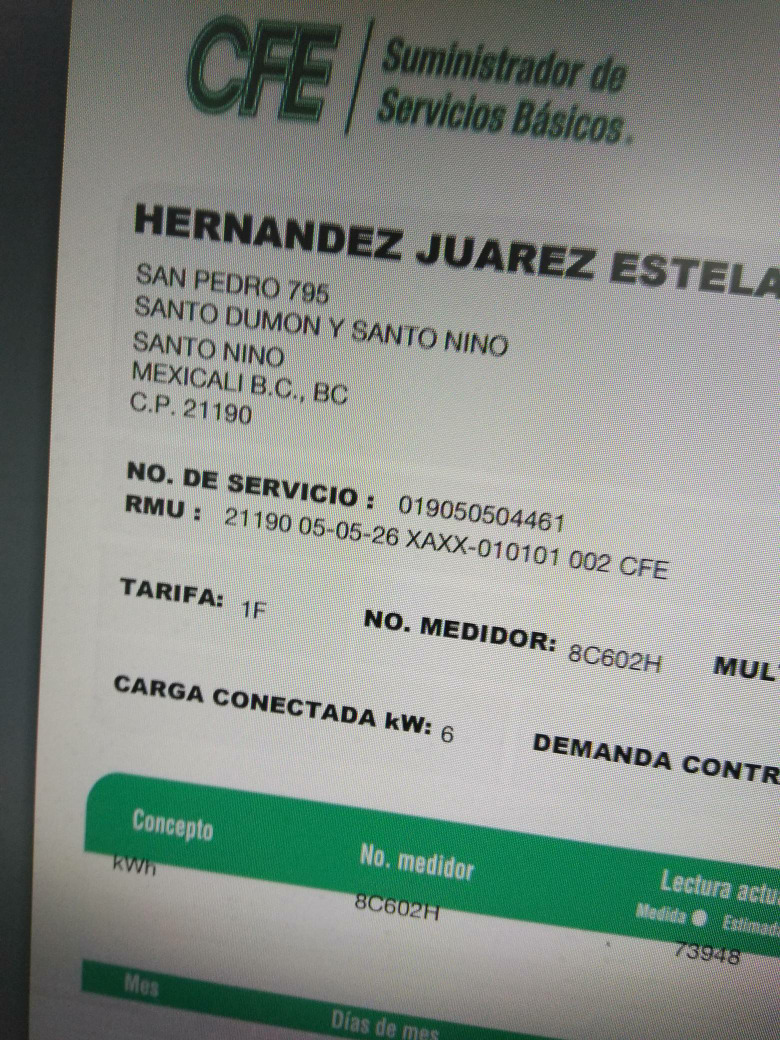 CFE
Suministrador de
Servicios Básicos.
HERNANDEZ JUAREZ ESTELA
SAN PEDRO 795
SANTO DUMON Y SANTO NINO
SANTO NINO
MEXICALI B.C., BC
C.P. 21190
NO. DE SERVICIO : 019050504461
RMU : 21190 05-05-26 XAXX-010101 002 CFE
TARIFA: 1F NO. MEDIDOR: 8C602H MUL
CARGA CONECTADA kW: 6 DEMANDA CONTR
Concepto No. medidor Lectura actu
Medida Estimad
kWh 8C602H 73948
Mes Días de mes